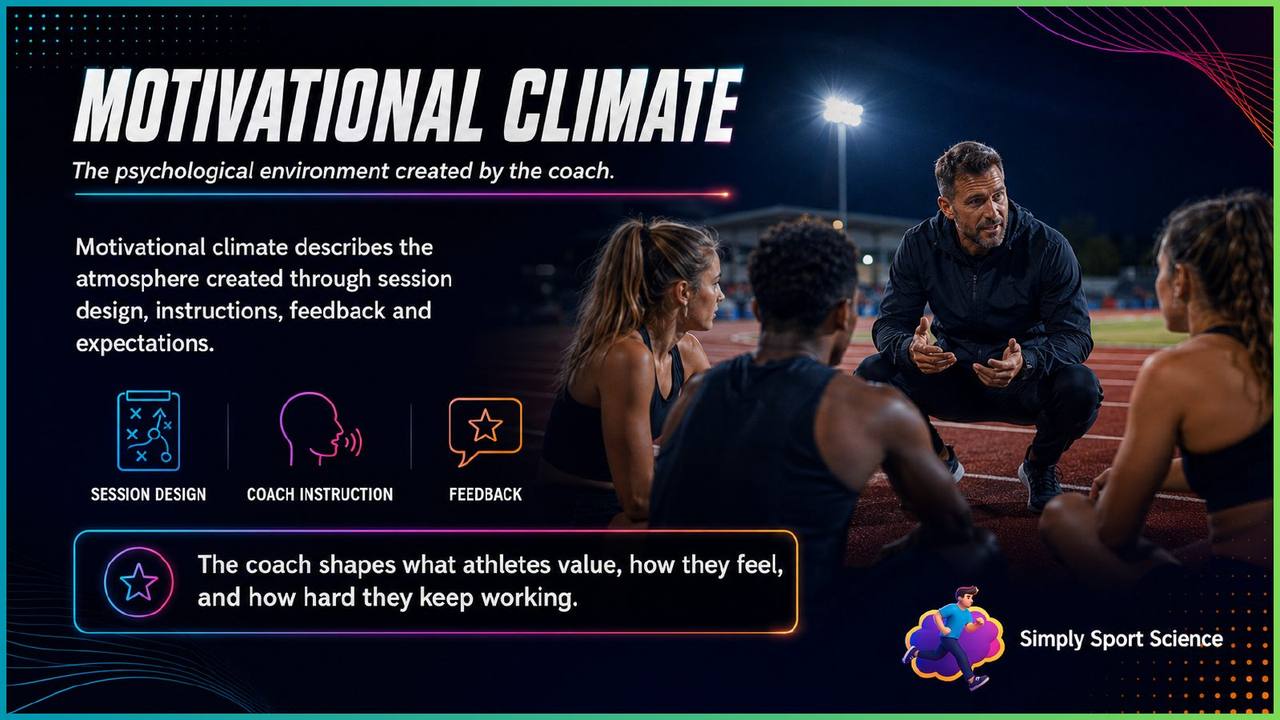 MOTIVATIONAL CLIMATE
The psychological environment created by the coach.
Motivational climate describes the
atmosphere created through session
design, instructions, feedback and
expectations.
SESSION DESIGN
COACH INSTRUCTION
FEEDBACK
The coach shapes what athletes value, how they feel,
and how hard they keep working.
Simply Sport Science